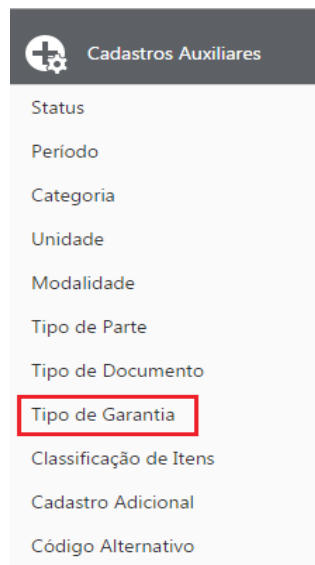 Cadastros Auxiliares
Status
Período
Categoria
Unidade
Modalidade
Tipo de Parte
Tipo de Documento
Tipo de Garantia
Classificação de Itens
Cadastro Adicional
Código Alternativo